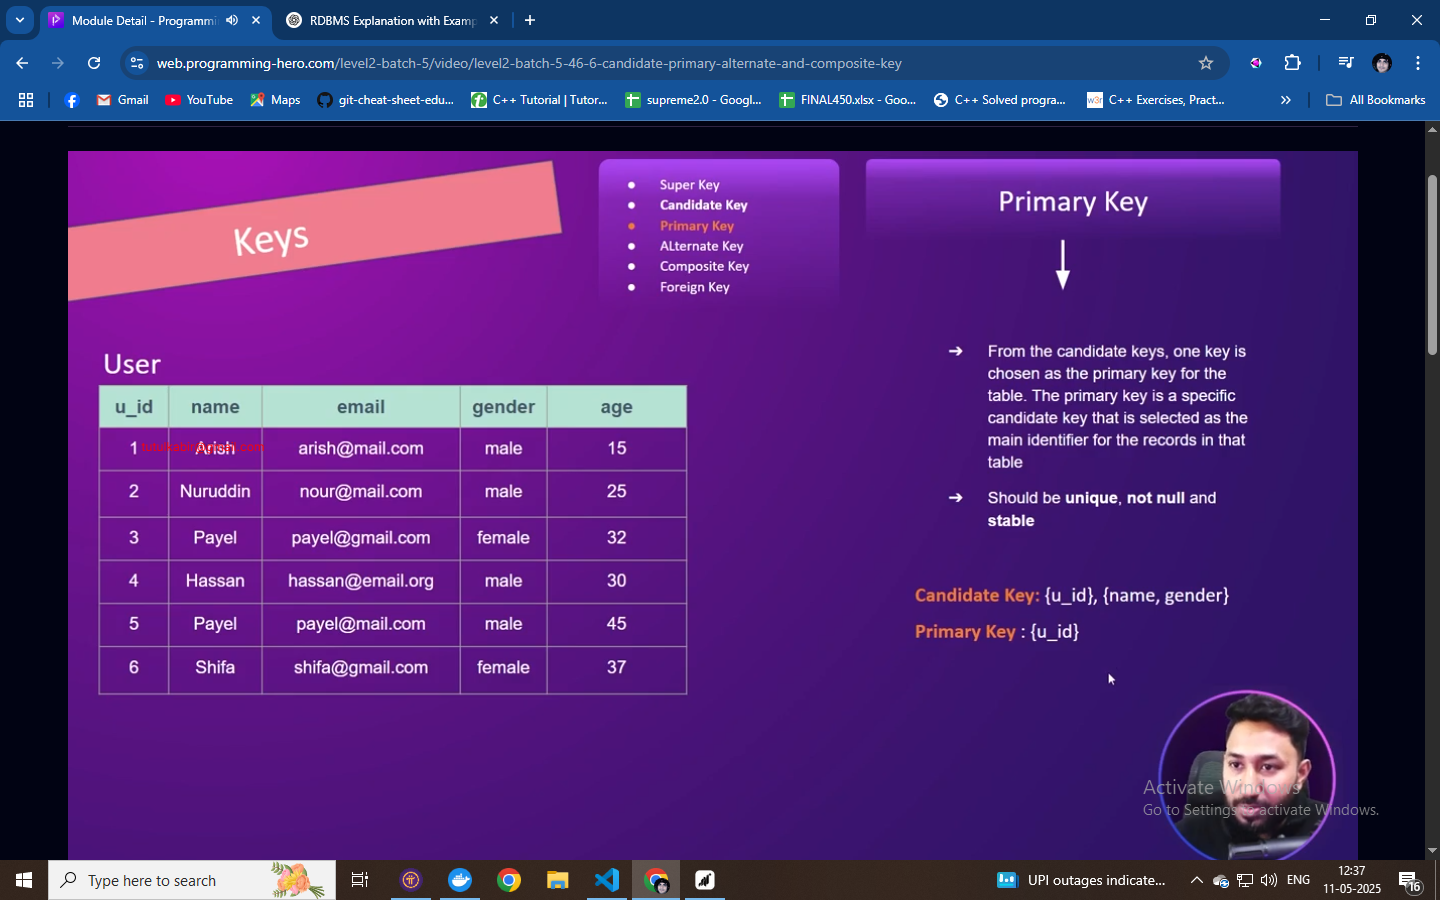 Module Detail - Programmi
RDBMS Explanation with Examp
web.programming-hero.com/level2-batch-5/video/level2-batch-5-46-6-candidate-primary-alternate-and-composite-key
Gmail
YouTube
Maps
git-cheat-sheet-edu...
C++ Tutorial | Tutor...
supreme2.0 - Googl...
FINAL450.xlsx - Goo...
C++ Solved progra...
w3r
C++ Exercises, Pract...
All Bookmarks
Keys
Super Key
Candidate Key
Primary Key
ALternate Key
Composite Key
Foreign Key
Primary Key
From the candidate keys, one key is
chosen as the primary key for the
table. The primary key is a specific
candidate key that is selected as the
main identifier for the records in that
table
Should be unique, not null and
stable
Candidate Key: {u_id}, {name, gender}
Primary Key : {u_id}
User
u_id name email gender age
1 Arish arish@mail.com male 15
2 Nuruddin nour@mail.com male 25
3 Payel payel@gmail.com female 32
4 Hassan hassan@email.org male 30
5 Payel payel@mail.com male 45
6 Shifa shifa@gmail.com female 37
Activate Windows
Go to Settings to activate Windows.
Type here to search
UPI outages indicate...
ENG
12:37
11-05-2025
16